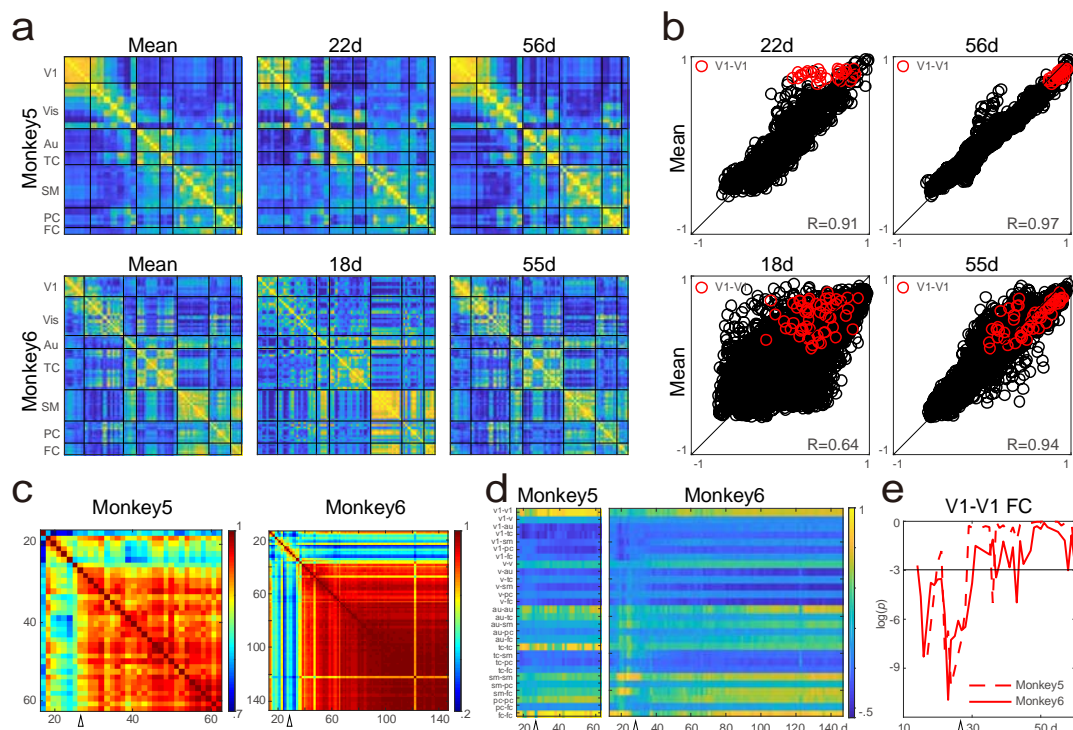 a
Mean 22d 56d
Monkey5
V1
Vis
Au
TC
SM
PC
FC
Mean 18d 55d
Monkey6
V1
Vis
Au
TC
SM
PC
FC
b
22d 56d
Mean
1 V1-V1 R=0.91 -1 -1 1
1 V1-V1 R=0.97 -1 -1 1
18d 55d
Mean
1 V1-V1 R=0.64 -1 -1 1
1 V1-V1 R=0.94 -1 -1 1
c
Monkey5 Monkey6
20
40
60
20 40 60
1
.7
20
60
100
140
20 60 100 140
1
.2
d
Monkey5 Monkey6
v1-v1
v1-v
v1-au
v1-tc
v1-sm
v1-pc
v1-fc
v-v
v-au
v-tc
v-sm
v-pc
v-fc
au-au
au-tc
au-sm
au-pc
au-fc
tc-tc
tc-sm
tc-pc
tc-fc
sm-sm
sm-pc
sm-fc
pc-pc
pc-fc
fc-fc
20 40 60 20 60 100 140 d
1
-.5
e
V1-V1 FC
0
-3
-6
-9
log(p)
Monkey5
Monkey6
10 30 50 d